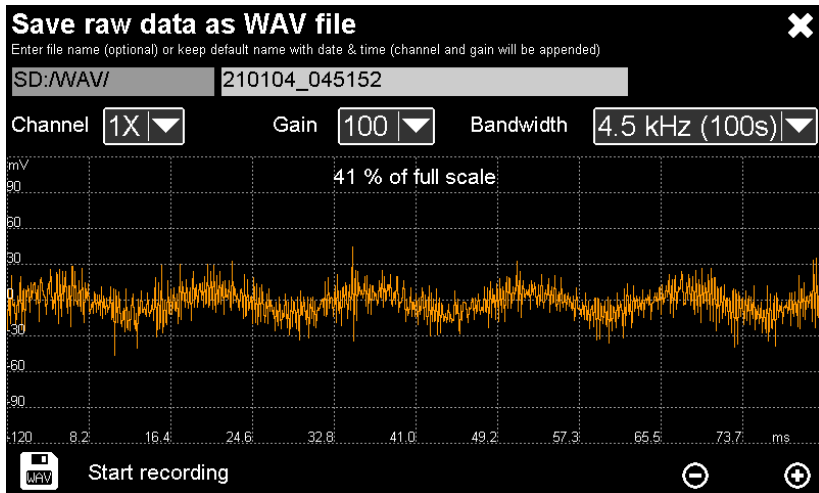 Save raw data as WAV file
Enter file name (optional) or keep default name with date & time (channel and gain will be appended)
SD:/WAV/ 210104_045152
Channel 1X Gain 100 Bandwidth 4.5 kHz (100s)
mV
41 % of full scale
90
60
30
0
-30
-60
-90
-120 8.2 16.4 24.6 32.8 41.0 49.2 57.3 65.5 73.7 ms
WAV Start recording